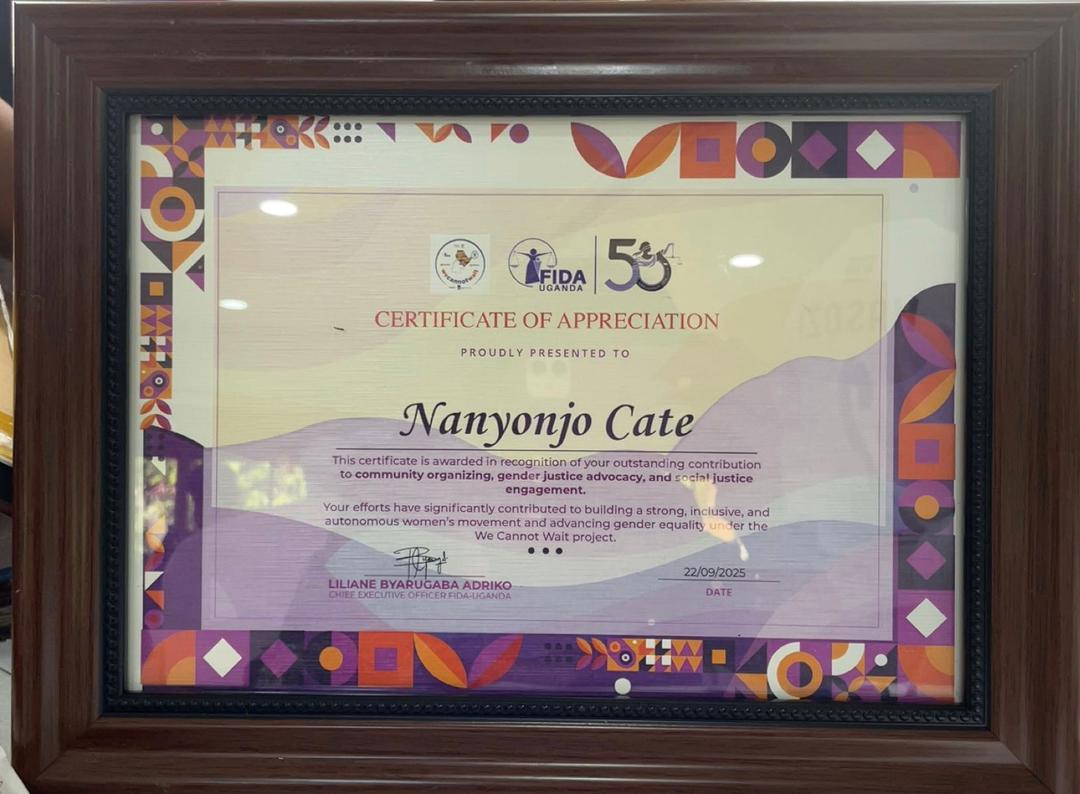 wecannotwait
FIDA
UGANDA
50
CERTIFICATE OF APPRECIATION
PROUDLY PRESENTED TO
Nanyonjo Cate
This certificate is awarded in recognition of your outstanding contribution
to community organizing, gender justice advocacy, and social justice
engagement.
Your efforts have significantly contributed to building a strong, inclusive, and
autonomous women's movement and advancing gender equality under the
We Cannot Wait project.
LILIANE BYARUGABA ADRIKO
CHIEF EXECUTIVE OFFICER FIDA-UGANDA
22/09/2025
DATE